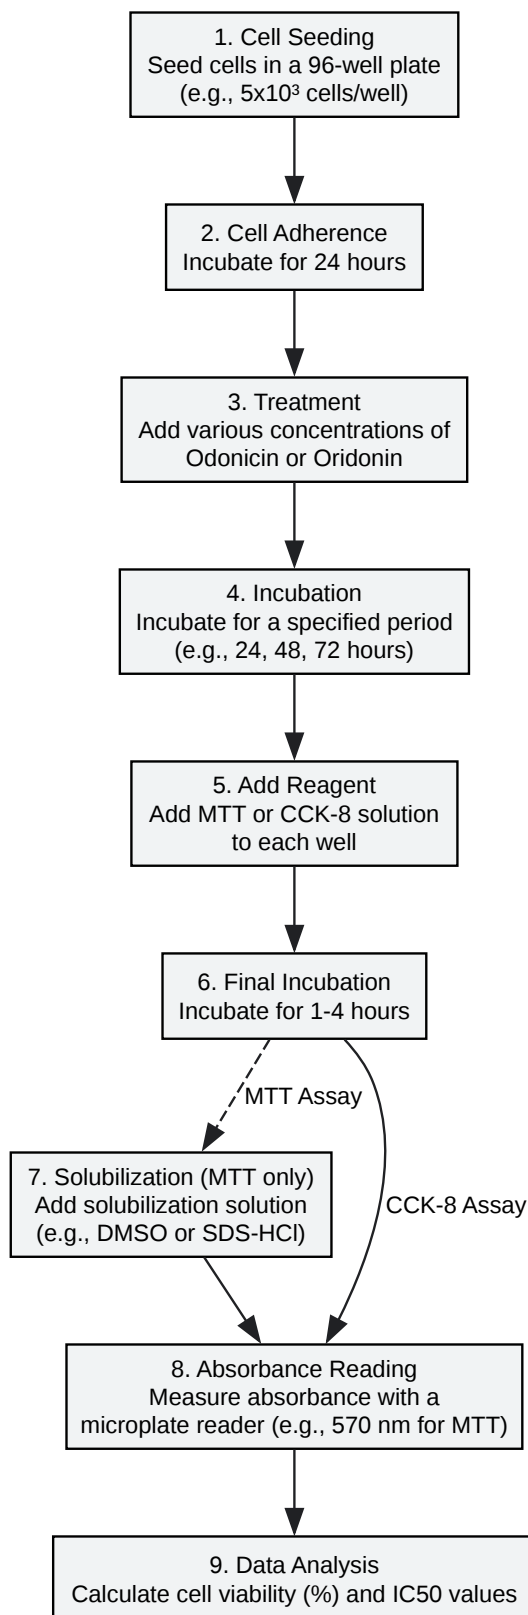 1. Cell Seeding
Seed cells in a 96-well plate
(e.g., 5x10³ cells/well)
2. Cell Adherence
Incubate for 24 hours
3. Treatment
Add various concentrations of
Odonicin or Oridonin
4. Incubation
Incubate for a specified period
(e.g., 24, 48, 72 hours)
5. Add Reagent
Add MTT or CCK-8 solution
to each well
6. Final Incubation
Incubate for 1-4 hours
MTT Assay
7. Solubilization (MTT only)
Add solubilization solution
(e.g., DMSO or SDS-HCl)
CCK-8 Assay
8. Absorbance Reading
Measure absorbance with a
microplate reader (e.g., 570 nm for MTT)
9. Data Analysis
Calculate cell viability (%) and IC50 values